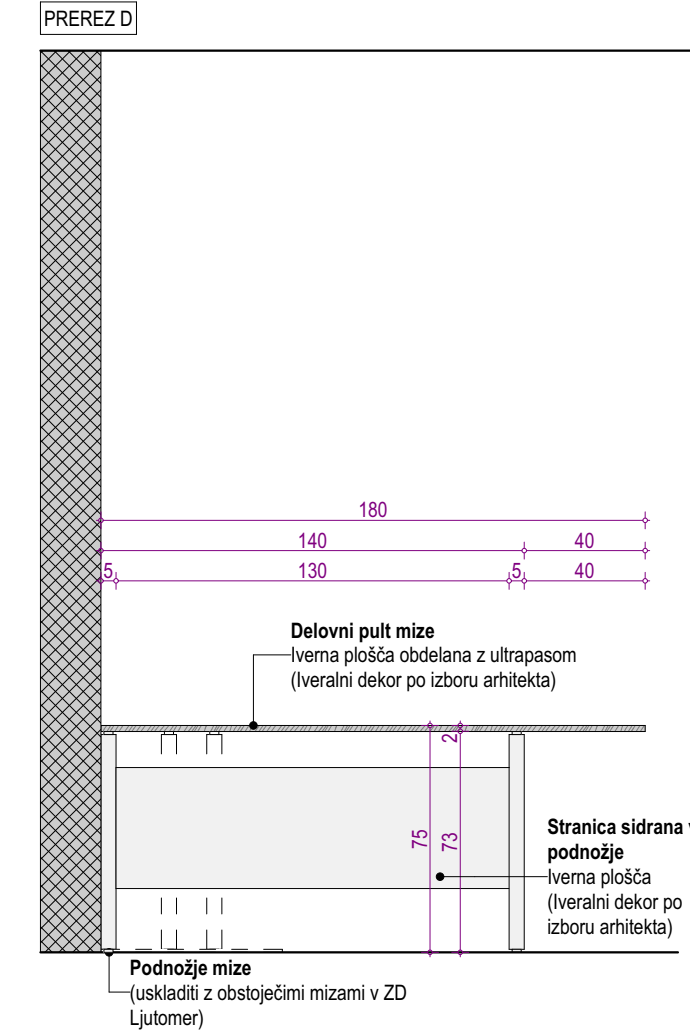 PREREZ D
180
140
40
5
130
5
40
Delovni pult mize
Iverna plošča obdelana z ultrapasom
(Iveralni dekor po izboru arhitekta)
2
75
73
Stranica sidrana v
podnožje
Iverna plošča
(Iveralni dekor po
izboru arhitekta)
Podnožje mize
(uskladiti z obstoječimi mizami v ZD
Ljutomer)